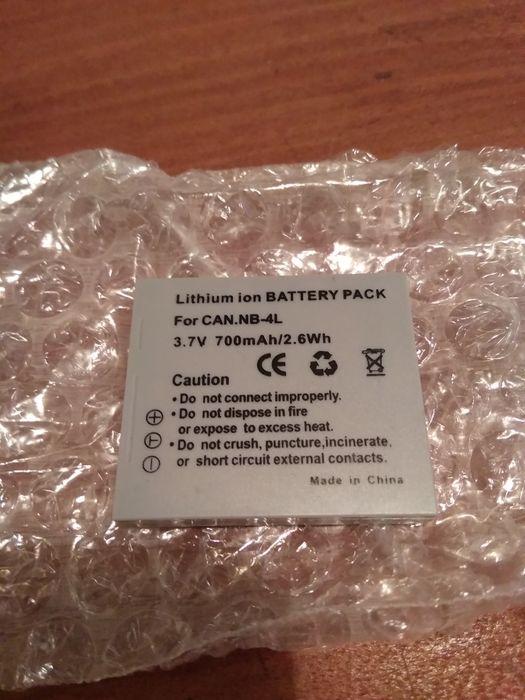 Lithium ion BATTERY PACK
For CAN.NB-4L
3.7V 700mAh/2.6Wh
CE
Caution
• Do not connect improperly.
• Do not dispose in fire
or expose to excess heat.
• Do not crush, puncture,incinerate,
or short circuit external contacts.
+
T
−
Made in China